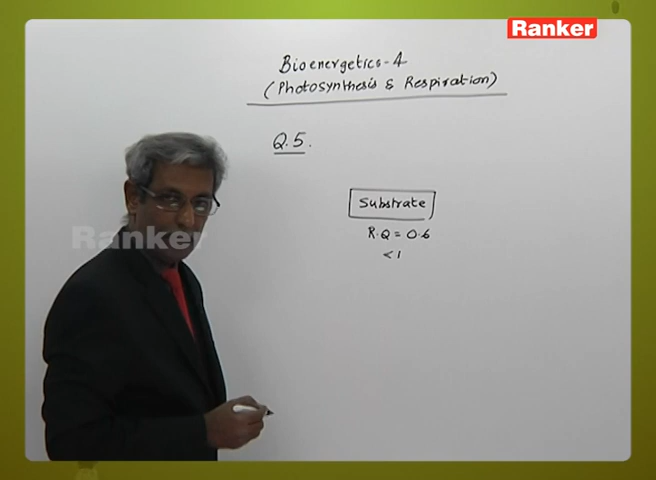 Ranker
Bioenergetics-4
(Photosynthesis & Respiration)
Q.5.
Substrate
R.Q = 0.6
< 1
Ranker